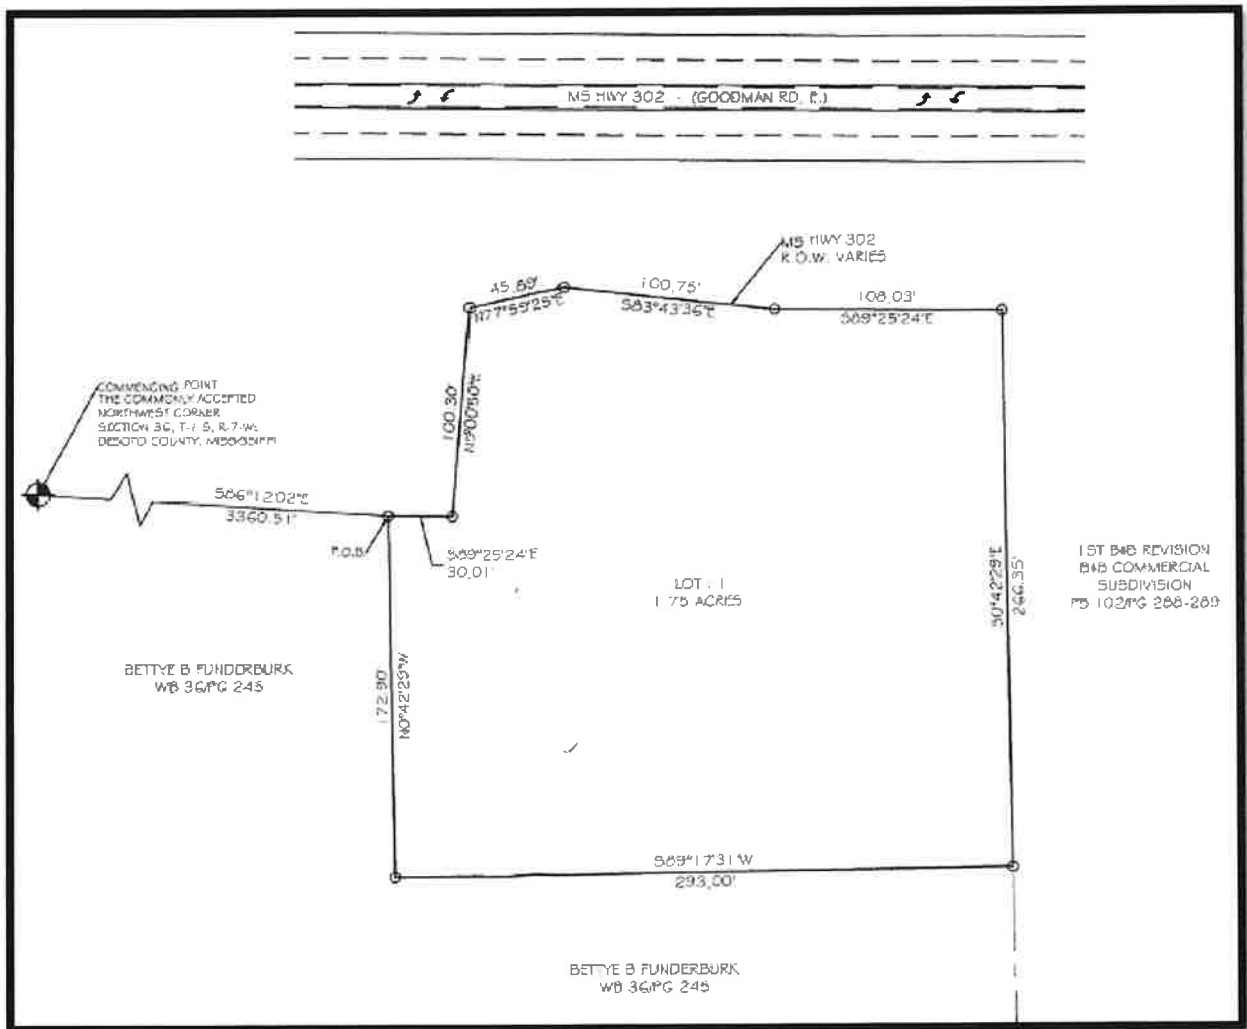 MS HWY 302 - (GOODMAN RD. E.)
MS HWY 302
R.O.W. VARIES
45.89'
N77°59'25"E
100.75'
S83°43'36"E
108.03'
S89°25'24"E
COMMENCING POINT
THE COMMONLY ACCEPTED
NORTHWEST CORNER
SECTION 36, T-1-S, R-7-W,
DESOTO COUNTY, MISSISSIPPI
100.30'
N5°00'50"E
S86°12'02"E
3360.51'
P.O.B.
S89°25'24"E
30.01'
LOT 1
1.75 ACRES
S0°42'29"E
266.35'
1ST B&B REVISION
B&B COMMERCIAL
SUBDIVISION
PB 102/PG 288-289
BETTYE B FUNDERBURK
WB 36/PG 245
172.90'
N0°42'29"W
S89°17'31"W
293.00'
BETTYE B FUNDERBURK
WB 36/PG 245